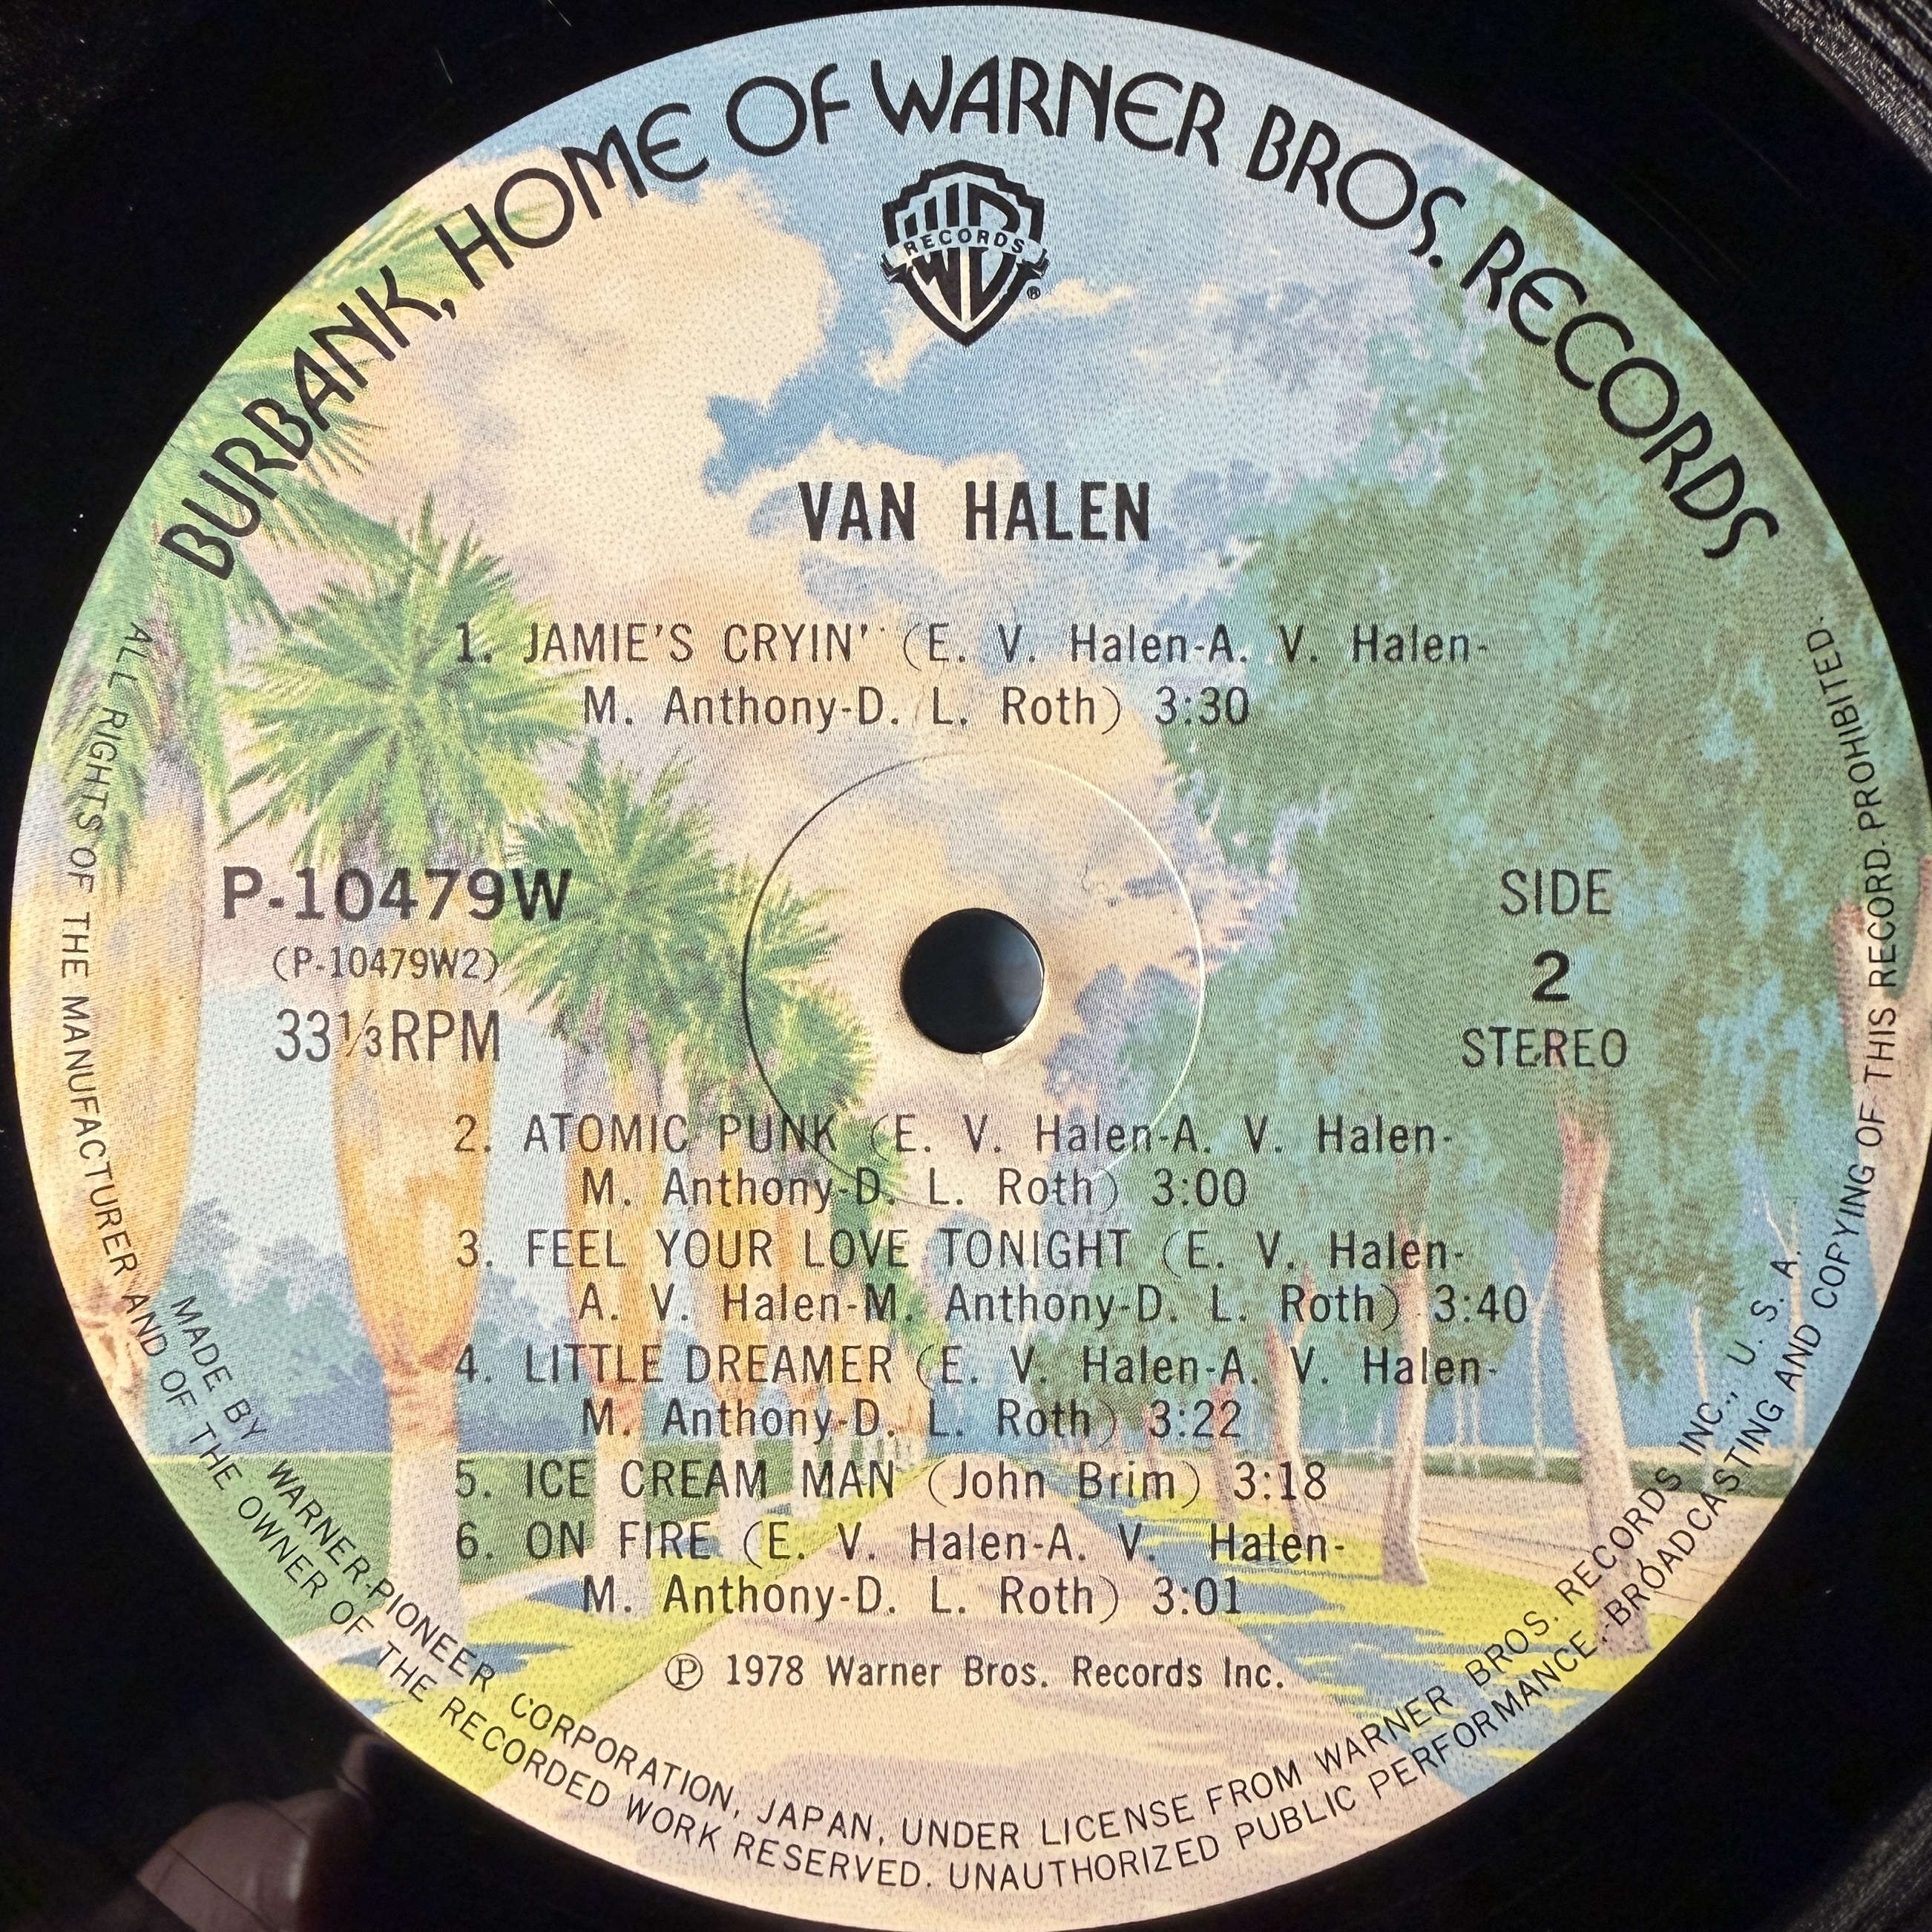 BURBANK, HOME OF WARNER BROS. RECORDS
WB
RECORDS
®
VAN HALEN
1. JAMIE'S CRYIN' (E. V. Halen-A. V. Halen-
M. Anthony-D. L. Roth) 3:30
P-10479W
(P-10479W2)
33⅓RPM
SIDE
2
STEREO
2. ATOMIC PUNK (E. V. Halen-A. V. Halen-
M. Anthony-D. L. Roth) 3:00
3. FEEL YOUR LOVE TONIGHT (E. V. Halen-
A. V. Halen-M. Anthony-D. L. Roth) 3:40
4. LITTLE DREAMER (E. V. Halen-A. V. Halen-
M. Anthony-D. L. Roth) 3:22
5. ICE CREAM MAN (John Brim) 3:18
6. ON FIRE (E. V. Halen-A. V. Halen-
M. Anthony-D. L. Roth) 3:01
℗ 1978 Warner Bros. Records Inc.
MADE BY WARNER-PIONEER CORPORATION, JAPAN, UNDER LICENSE FROM WARNER BROS. RECORDS INC., U. S. A.
ALL RIGHTS OF THE MANUFACTURER AND OF THE OWNER OF THE RECORDED WORK RESERVED. UNAUTHORIZED PUBLIC PERFORMANCE, BROADCASTING AND COPYING OF THIS RECORD PROHIBITED.